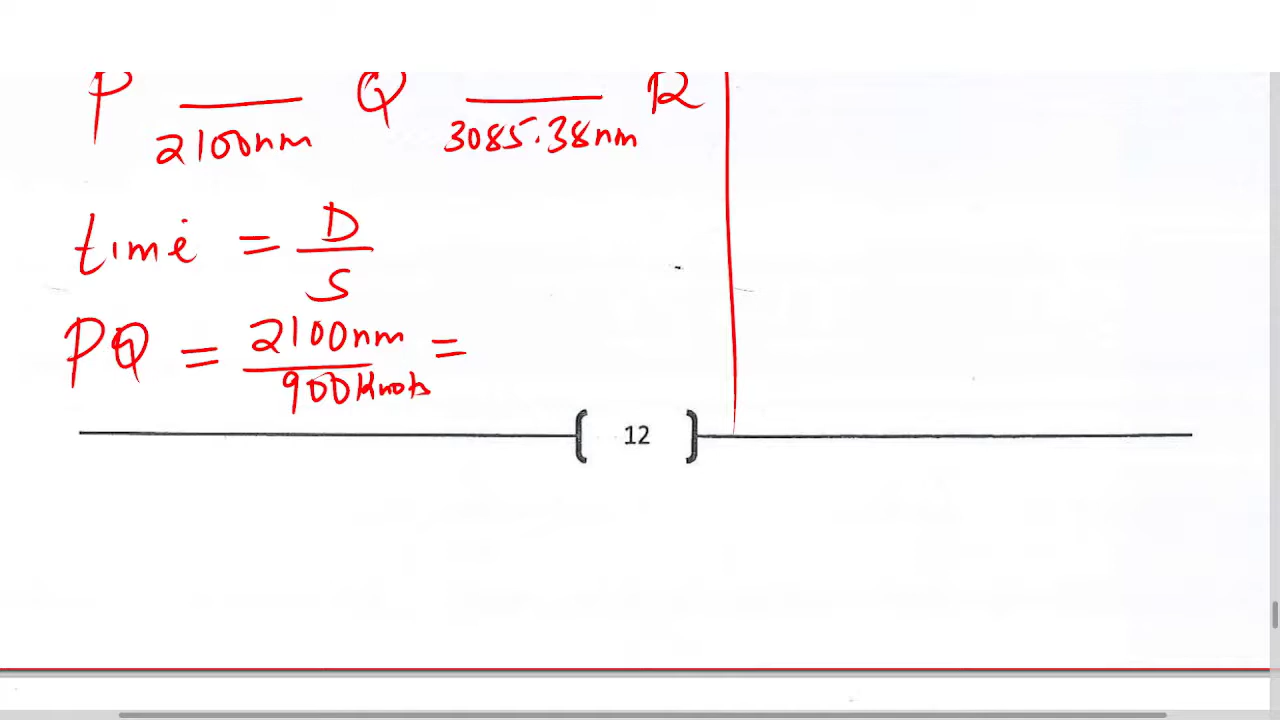 P 2100nm Q 3085.38nm R
time = D/S
PQ = 2100nm/900Knots =
12